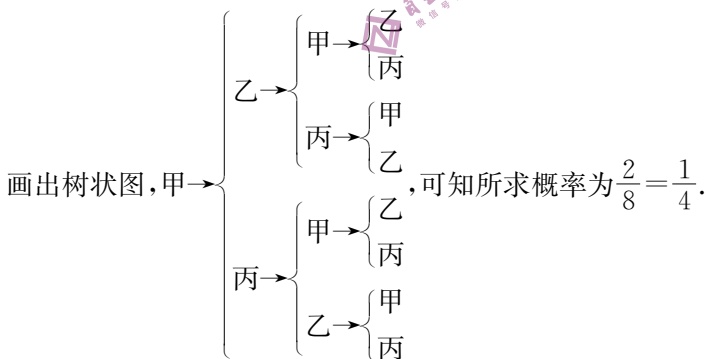 乙
甲→
丙
乙→
甲
丙→
乙
画出树状图,甲→ ,可知所求概率为2/8=1/4.
乙
甲→
丙
丙→
甲
乙→
丙